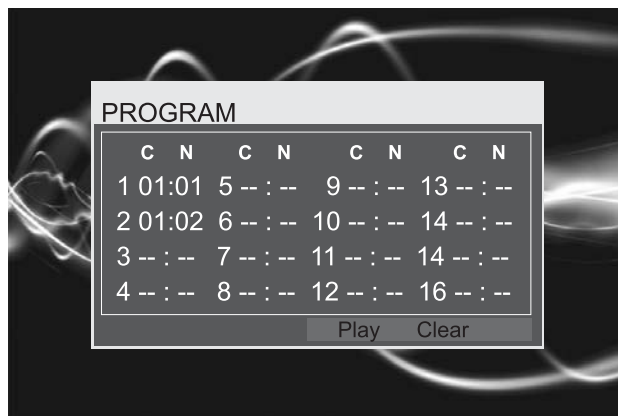 PROGRAM
C N C N C N C N
1 01:01 5 -- : -- 9 -- : -- 13 -- : --
2 01:02 6 -- : -- 10 -- : -- 14 -- : --
3 -- : -- 7 -- : -- 11 -- : -- 14 -- : --
4 -- : -- 8 -- : -- 12 -- : -- 16 -- : --
Play Clear